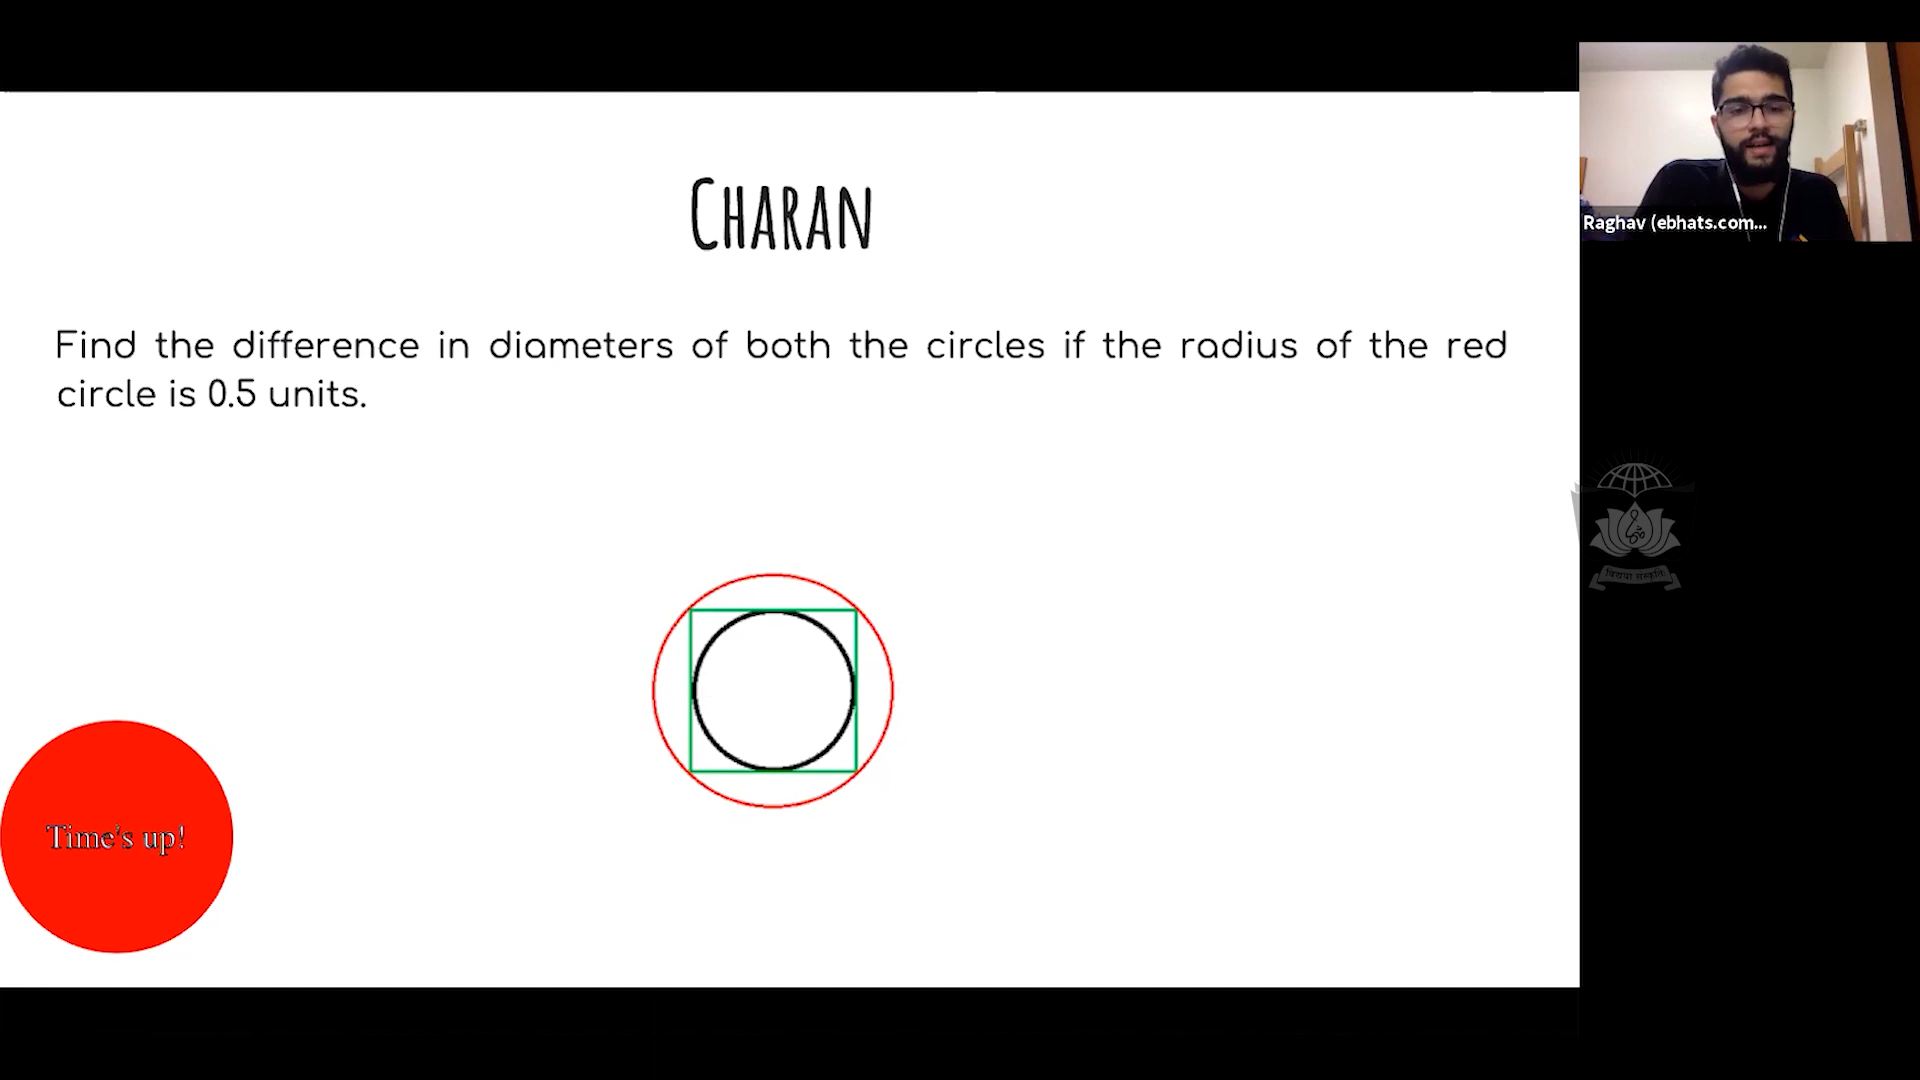 CHARAN
Find the difference in diameters of both the circles if the radius of the red
circle is 0.5 units.
Time's up!
Raghav (ebhats.com...
विद्यया संस्कृतिः